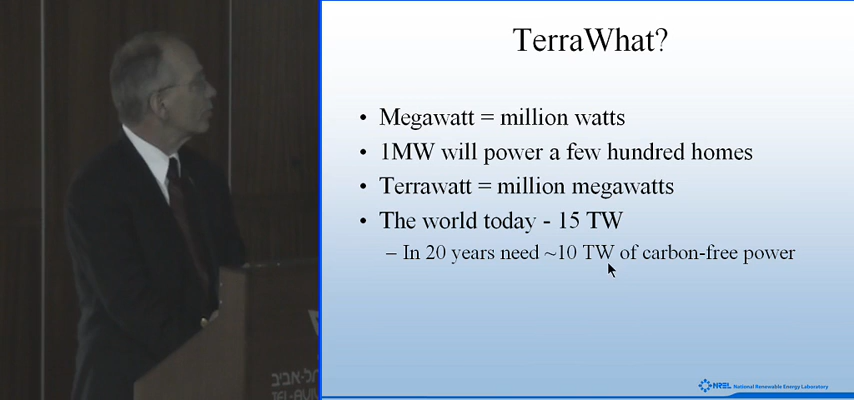 TerraWhat?
• Megawatt = million watts
• 1MW will power a few hundred homes
• Terrawatt = million megawatts
• The world today - 15 TW
– In 20 years need ~10 TW of carbon-free power
NREL National Renewable Energy Laboratory